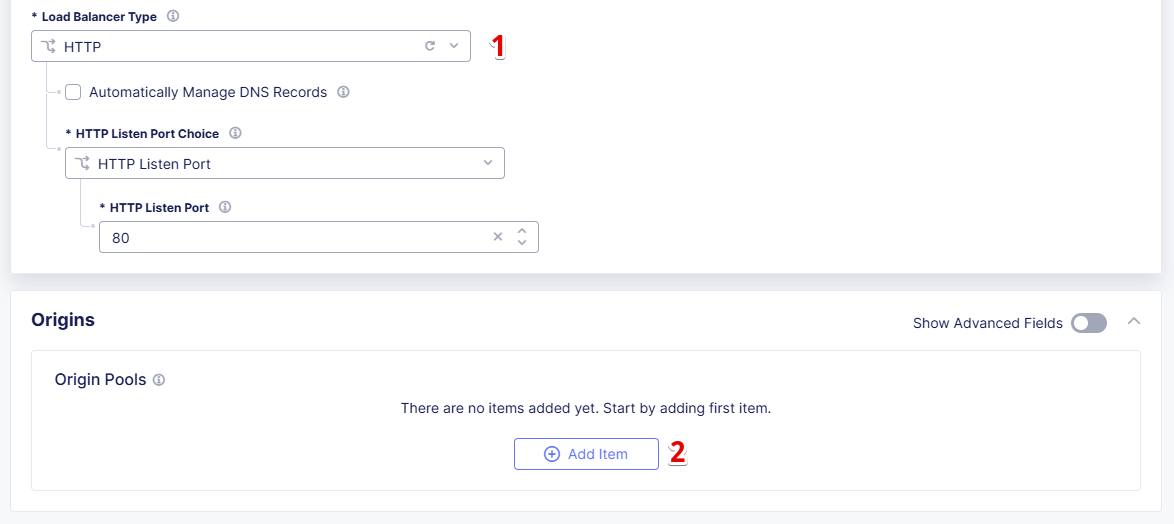 * Load Balancer Type
HTTP
1
Automatically Manage DNS Records
* HTTP Listen Port Choice
HTTP Listen Port
* HTTP Listen Port
80
Origins
Show Advanced Fields
Origin Pools
There are no items added yet. Start by adding first item.
Add Item
2